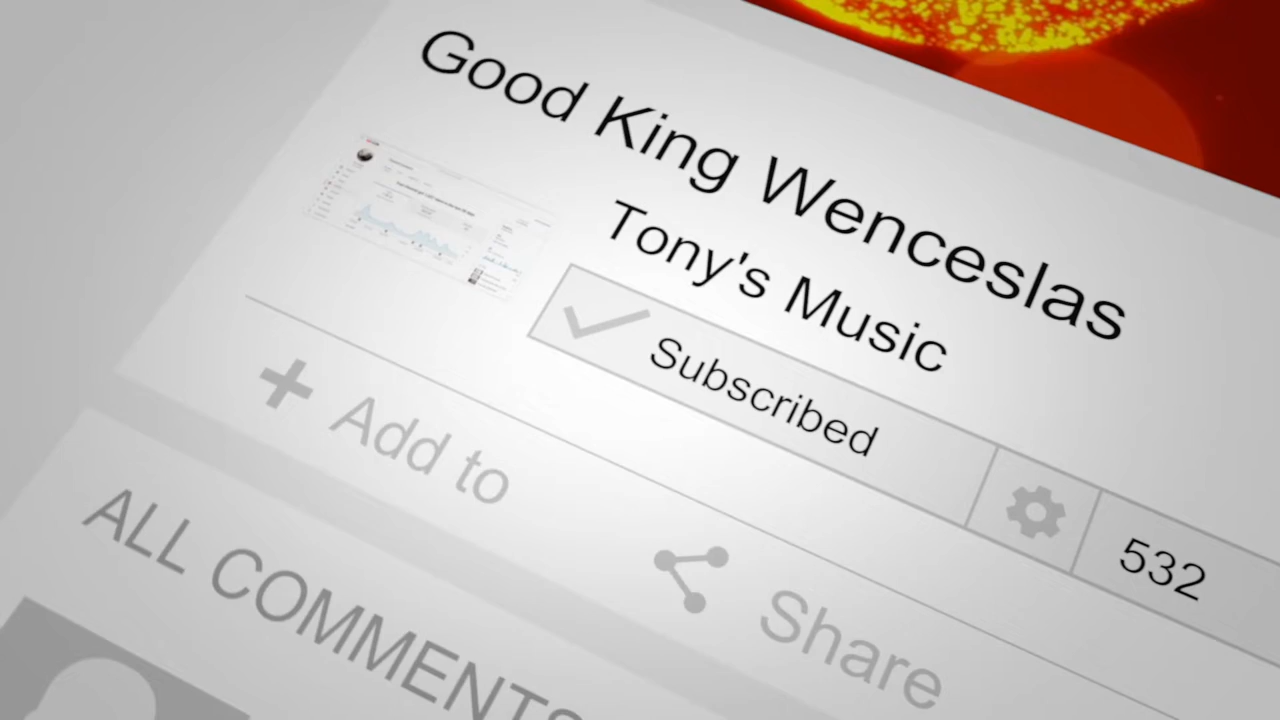 Good King Wenceslas
Tony's Music
Subscribed
532
Add to
Share
ALL COMMENTS